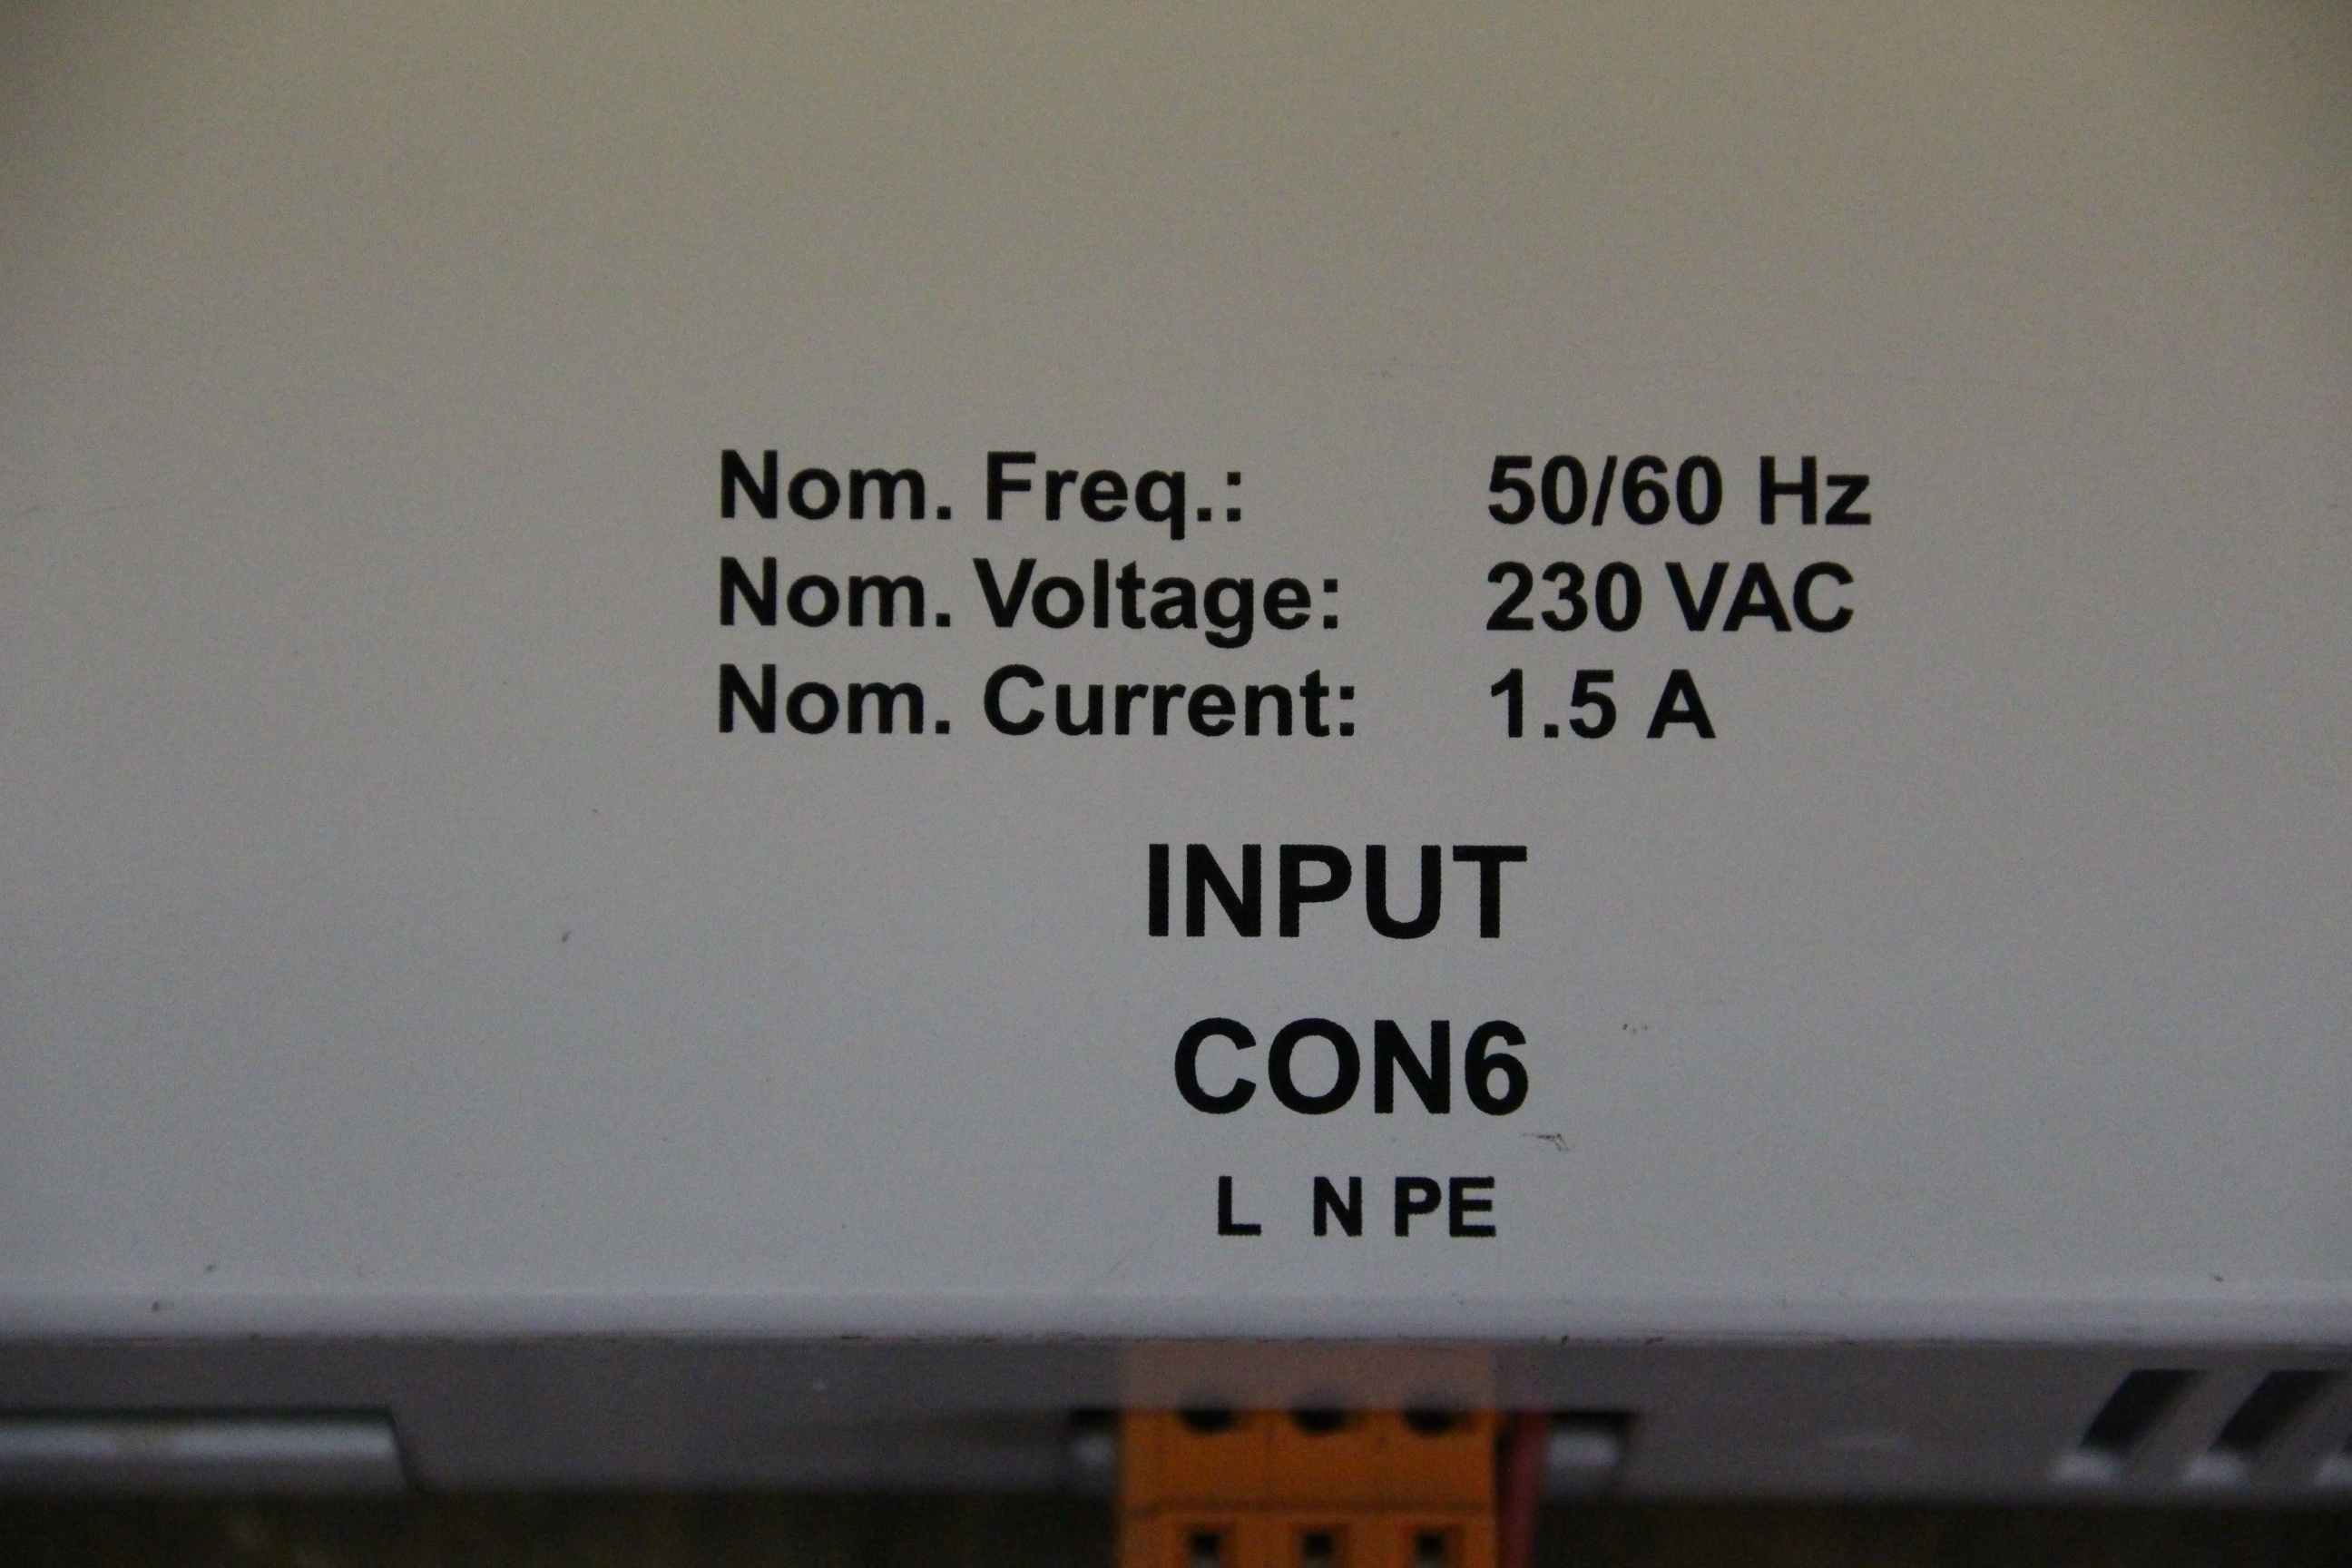 Nom. Freq.: 50/60 Hz
Nom. Voltage: 230 VAC
Nom. Current: 1.5 A
INPUT
CON6
L N PE